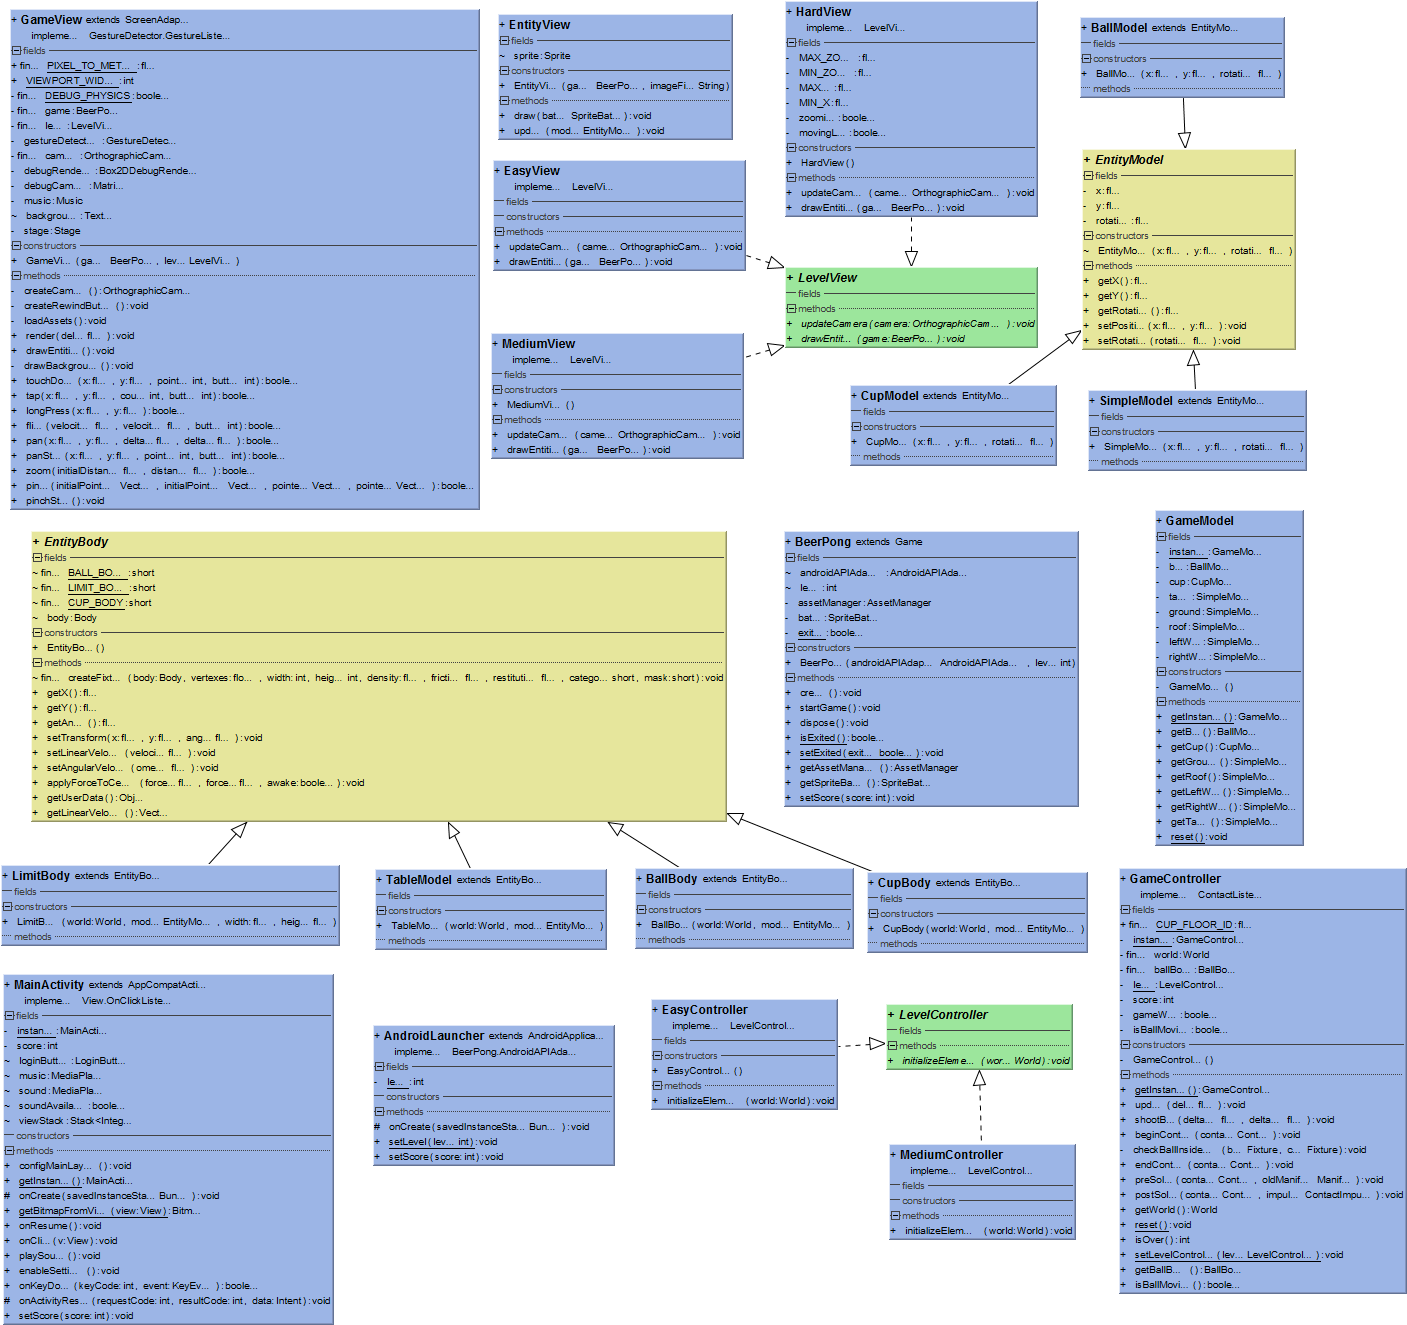 + GameView extends ScreenAdap...
impleme... GestureDetector.GestureListe...
fields
+ fin... PIXEL_TO_MET... : fl...
+ VIEWPORT_WID... : int
- fin... DEBUG_PHYSICS : boole...
- fin... game : BeerPo...
- fin... le... : LevelVi...
- gestureDetect... : GestureDetec...
- fin... cam... : OrthographicCam...
- debugRende... : Box2DDebugRende...
- debugCam... : Matri...
- music : Music
~ backgrou... : Text...
- stage : Stage
constructors
+ GameVi... (ga... BeerPo... , lev... LevelVi... )
methods
- createCam... () : OrthographicCam...
- createRewindBut... () : void
- loadAssets() : void
+ render(del... fl... ) : void
+ drawEntiti... () : void
- drawBackgrou... () : void
+ touchDo... (x: fl... , y: fl... , point... int, butt... int) : boole...
+ tap(x: fl... , y: fl... , cou... int, butt... int) : boole...
+ longPress(x: fl... , y: fl... ) : boole...
+ fli... (velocit... fl... , velocit... fl... , butt... int) : boole...
+ pan(x: fl... , y: fl... , delta... fl... , delta... fl... ) : boole...
+ panSt... (x: fl... , y: fl... , point... int, butt... int) : boole...
+ zoom(initialDistan... fl... , distan... fl... ) : boole...
+ pin... (initialPoint... Vect... , initialPoint... Vect... , pointe... Vect... , pointe... Vect... ) : boole...
+ pinchSt... () : void
+ EntityView
fields
~ sprite : Sprite
constructors
+ EntityVi... (ga... BeerPo... , imageFi... String)
methods
+ draw(bat... SpriteBat... ) : void
+ upd... (mod... EntityMo... ) : void
+ EasyView
impleme... LevelVi...
fields
constructors
methods
+ updateCam... (came... OrthographicCam... ) : void
+ drawEntiti... (ga... BeerPo... ) : void
+ MediumView
impleme... LevelVi...
fields
constructors
+ MediumVi... ()
methods
+ updateCam... (came... OrthographicCam... ) : void
+ drawEntiti... (ga... BeerPo... ) : void
+ HardView
impleme... LevelVi...
fields
- MAX_ZO... : fl...
- MIN_ZO... : fl...
- MAX... : fl...
- MIN_X : fl...
- zoomi... : boole...
- movingL... : boole...
constructors
+ HardView()
methods
+ updateCam... (came... OrthographicCam... ) : void
+ drawEntiti... (ga... BeerPo... ) : void
+ LevelView
fields
methods
+ updateCamera(camera: OrthographicCam... ) : void
+ drawEntit... (game: BeerPo... ) : void
+ BallModel extends EntityMo...
fields
constructors
+ BallMo... (x: fl... , y: fl... , rotati... fl... )
methods
+ EntityModel
fields
- x : fl...
- y : fl...
- rotati... : fl...
constructors
~ EntityMo... (x: fl... , y: fl... , rotati... fl... )
methods
+ getX() : fl...
+ getY() : fl...
+ getRotati... () : fl...
+ setPositi... (x: fl... , y: fl... ) : void
+ setRotati... (rotati... fl... ) : void
+ CupModel extends EntityMo...
fields
constructors
+ CupMo... (x: fl... , y: fl... , rotati... fl... )
methods
+ SimpleModel extends EntityMo...
fields
constructors
+ SimpleMo... (x: fl... , y: fl... , rotati... fl... )
methods
+ EntityBody
fields
~ fin... BALL_BO... : short
~ fin... LIMIT_BO... : short
~ fin... CUP_BODY : short
~ body : Body
constructors
+ EntityBo... ()
methods
~ fin... createFixt... (body: Body, vertexes: flo... , width: int, heig... int, density: fl... , fricti... fl... , restituti... fl... , catego... short, mask: short) : void
+ getX() : fl...
+ getY() : fl...
+ getAn... () : fl...
+ setTransform(x: fl... , y: fl... , ang... fl... ) : void
+ setLinearVelo... (veloci... fl... ) : void
+ setAngularVelo... (ome... fl... ) : void
+ applyForceToCe... (force... fl... , force... fl... , awake: boole... ) : void
+ getUserData() : Obj...
+ getLinearVelo... () : Vect...
+ BeerPong extends Game
fields
~ androidAPIAda... : AndroidAPIAda...
~ le... : int
- assetManager : AssetManager
- bat... : SpriteBat...
- exit... : boole...
constructors
+ BeerPo... (androidAPIAdap... AndroidAPIAda... , lev... int)
methods
+ cre... () : void
+ startGame() : void
+ dispose() : void
+ isExited() : boole...
+ setExited(exit... boole... ) : void
+ getAssetMana... () : AssetManager
+ getSpriteBa... () : SpriteBat...
+ setScore(score: int) : void
+ GameModel
fields
- instan... : GameMo...
- b... : BallMo...
- cup : CupMo...
- ta... : SimpleMo...
- ground : SimpleMo...
- roof : SimpleMo...
- leftW... : SimpleMo...
- rightW... : SimpleMo...
constructors
- GameMo... ()
methods
+ getInstan... () : GameMo...
+ getB... () : BallMo...
+ getCup() : CupMo...
+ getGrou... () : SimpleMo...
+ getRoof() : SimpleMo...
+ getLeftW... () : SimpleMo...
+ getRightW... () : SimpleMo...
+ getTa... () : SimpleMo...
+ reset() : void
+ LimitBody extends EntityBo...
fields
constructors
+ LimitB... (world: World, mod... EntityMo... , width: fl... , heig... fl... )
methods
+ TableModel extends EntityBo...
fields
constructors
+ TableMo... (world: World, mod... EntityMo... )
methods
+ BallBody extends EntityBo...
fields
constructors
+ BallBo... (world: World, mod... EntityMo... )
methods
+ CupBody extends EntityBo...
fields
constructors
+ CupBody(world: World, mod... EntityMo... )
methods
+ GameController
impleme... ContactListe...
fields
+ fin... CUP_FLOOR_ID : fl...
- instan... : GameControl...
- fin... world : World
- fin... ballBo... : BallBo...
- le... : LevelControl...
- score : int
- gameW... : boole...
- isBallMovi... : boole...
constructors
- GameControl... ()
methods
+ getInstan... () : GameControl...
+ upd... (del... fl... ) : void
+ shootB... (delta... fl... , delta... fl... ) : void
+ beginCont... (conta... Cont... ) : void
- checkBallInside... (b... Fixture, c... Fixture) : void
+ endCont... (conta... Cont... ) : void
+ preSol... (conta... Cont... , oldManif... Manif... ) : void
+ postSol... (conta... Cont... , impul... ContactImpu... ) : void
+ getWorld() : World
+ reset() : void
+ isOver() : int
+ setLevelControl... (lev... LevelControl... ) : void
+ getBallB... () : BallBo...
+ isBallMovi... () : boole...
+ MainActivity extends AppCompatActi...
impleme... View.OnClickListe...
fields
- instan... : MainActi...
- score : int
~ loginButt... : LoginButt...
~ music : MediaPla...
~ sound : MediaPla...
~ soundAvaila... : boole...
~ viewStack : Stack<Integ...
constructors
methods
+ configMainLay... () : void
+ getInstan... () : MainActi...
# onCreate(savedInstanceSta... Bun... ) : void
+ getBitmapFromVi... (view: View) : Bitm...
+ onResume() : void
+ onCli... (v: View) : void
+ playSou... () : void
+ enableSetti... () : void
+ onKeyDo... (keyCode: int, event: KeyEv... ) : boole...
# onActivityRes... (requestCode: int, resultCode: int, data: Intent) : void
+ setScore(score: int) : void
+ AndroidLauncher extends AndroidApplica...
impleme... BeerPong.AndroidAPIAda...
fields
- le... : int
constructors
methods
# onCreate(savedInstanceSta... Bun... ) : void
+ setLevel(lev... int) : void
+ setScore(score: int) : void
+ EasyController
impleme... LevelControl...
fields
constructors
+ EasyControl... ()
methods
+ initializeElem... (world: World) : void
+ LevelController
fields
methods
+ initializeEleme... (wor... World) : void
+ MediumController
impleme... LevelControl...
fields
constructors
methods
+ initializeElem... (world: World) : void